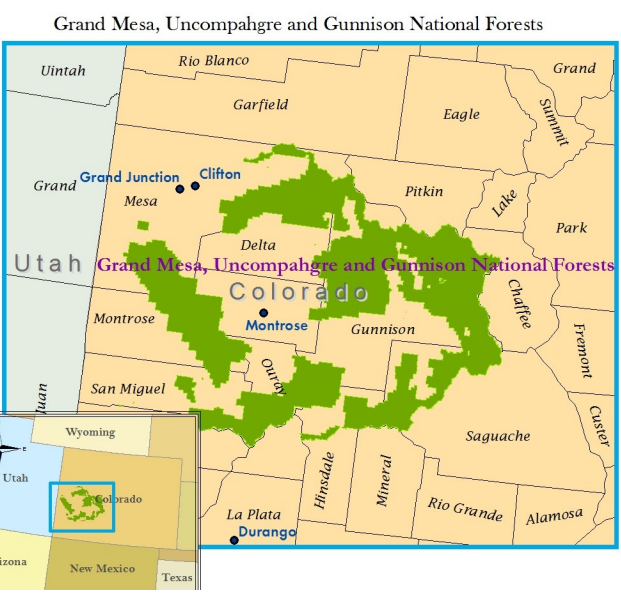 Grand Mesa, Uncompahgre and Gunnison National Forests
Uintah
Rio Blanco
Grand
Garfield
Eagle
Summit
Grand
Grand Junction
Clifton
Mesa
Pitkin
Lake
Park
Delta
Utah
Grand Mesa, Uncompahgre and Gunnison National Forests
Colorado
Chaffee
Montrose
Montrose
Gunnison
Fremont
San Miguel
Ouray
Juan
Custer
Saguache
Hinsdale
Mineral
Rio Grande
Alamosa
La Plata
Durango
Wyoming
E
Utah
Colorado
izona
New Mexico
Texas